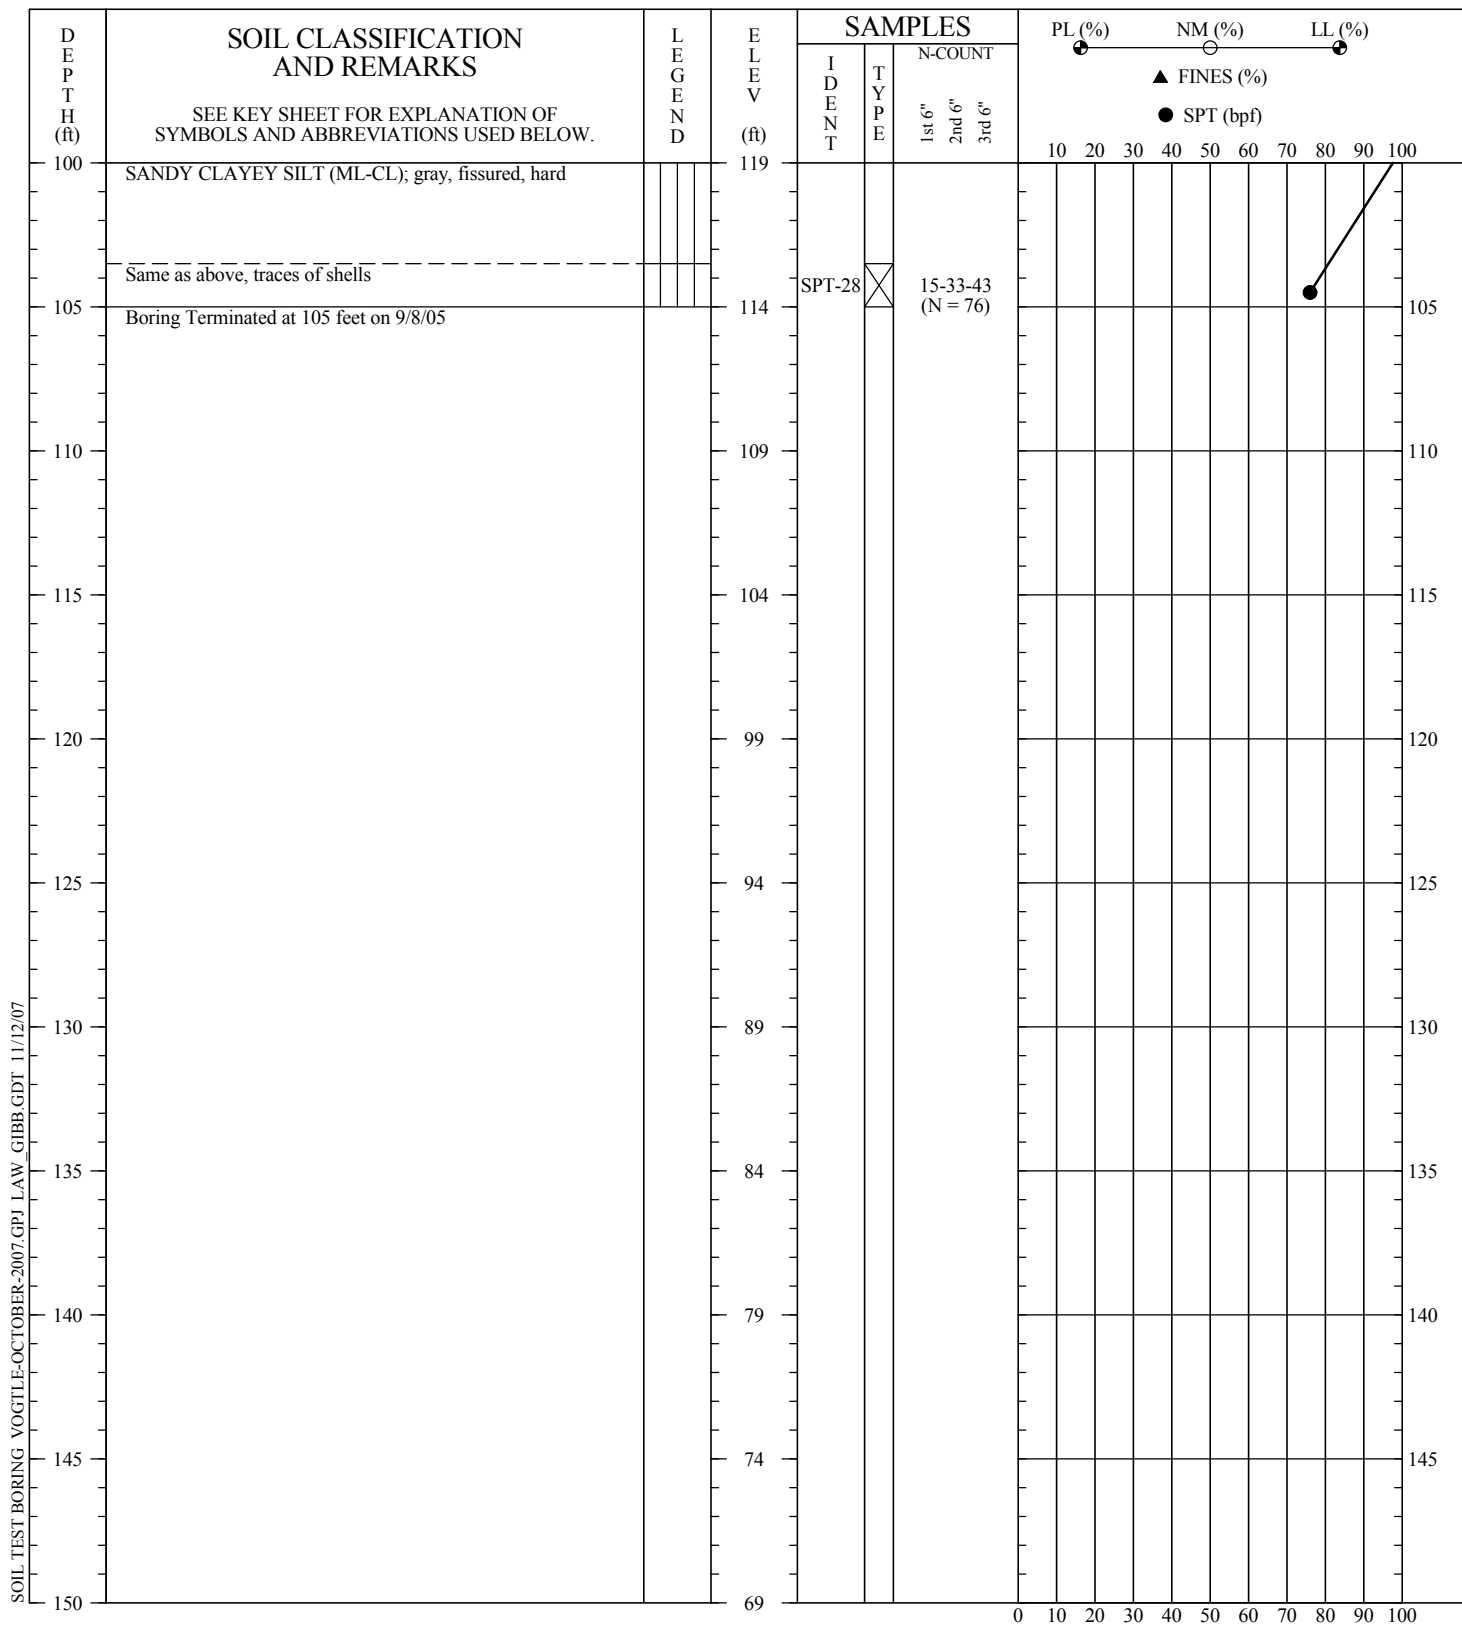 DEPTH (ft)
SOIL CLASSIFICATION
AND REMARKS
SEE KEY SHEET FOR EXPLANATION OF
SYMBOLS AND ABBREVIATIONS USED BELOW.
LEGEND
ELEV (ft)
SAMPLES
IDENT
TYPE
N-COUNT
1st 6"
2nd 6"
3rd 6"
PL (%) NM (%) LL (%)
FINES (%)
SPT (bpf)
10 20 30 40 50 60 70 80 90 100
100 SANDY CLAYEY SILT (ML-CL); gray, fissured, hard 119
Same as above, traces of shells
SPT-28 15-33-43
(N = 76)
105 114 105
Boring Terminated at 105 feet on 9/8/05
110 109 110
115 104 115
120 99 120
125 94 125
130 89 130
135 84 135
140 79 140
145 74 145
150 69
0 10 20 30 40 50 60 70 80 90 100
SOIL TEST BORING VOGTLE-OCTOBER-2007.GPJ LAW_GIBB.GDT 11/12/07